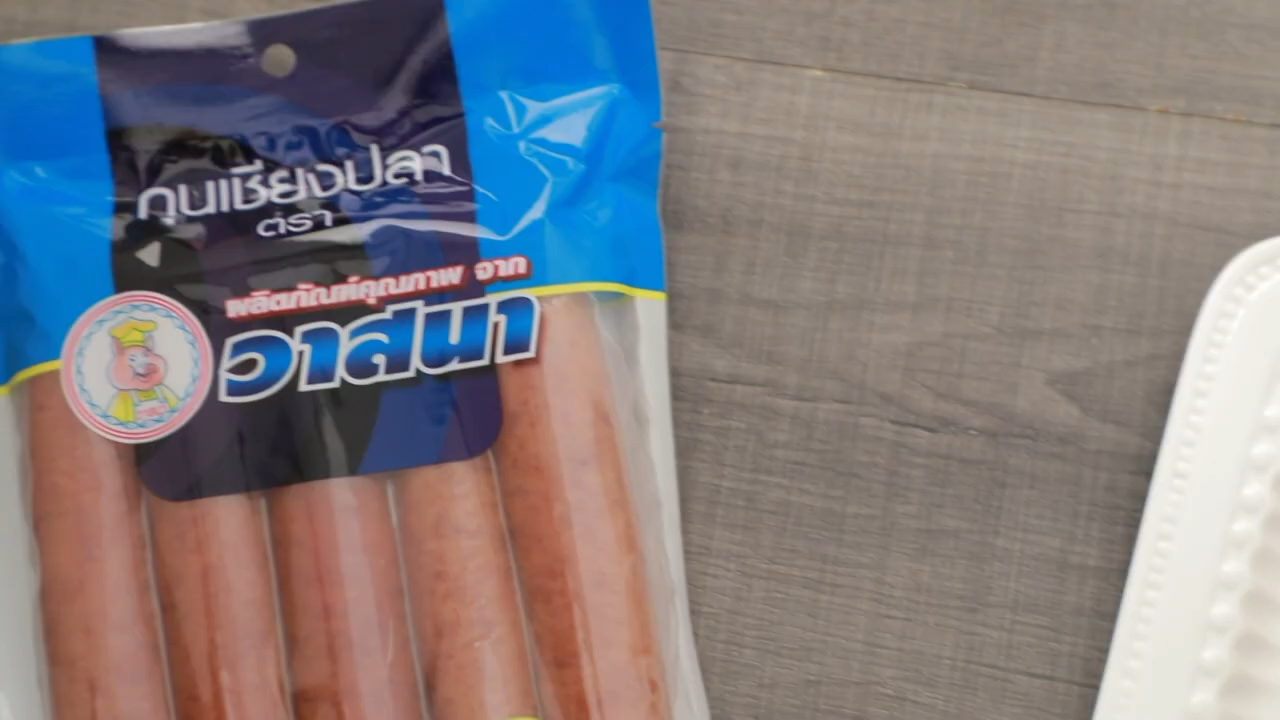 กุนเชียงปลา
ตรา
ผลิตภัณฑ์คุณภาพ จาก
วาสนา